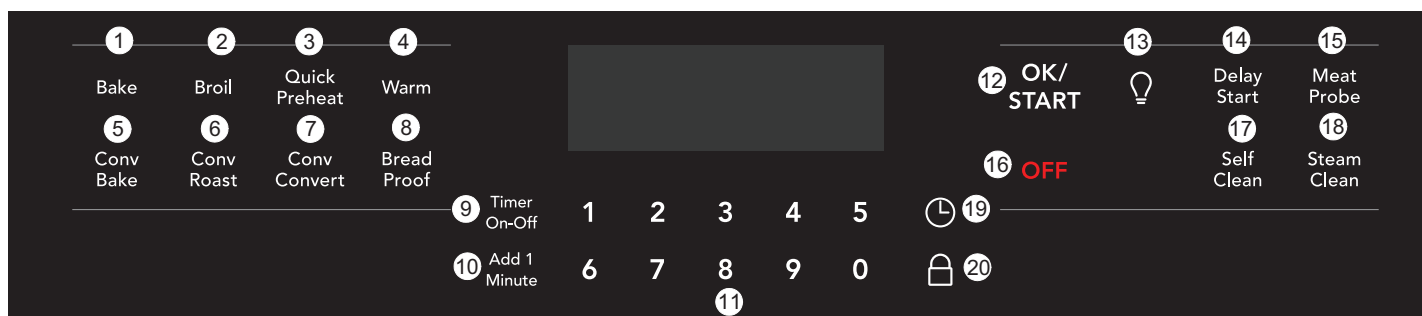 1 2 3 4
Bake Broil Quick Preheat Warm
5 6 7 8
Conv Bake Conv Roast Conv Convert Bread Proof
9 Timer On-Off 1 2 3 4 5 19
10 Add 1 Minute 6 7 8 9 0 20
11
13 14 15
12 OK/ START Delay Start Meat Probe
17 18
16 OFF Self Clean Steam Clean